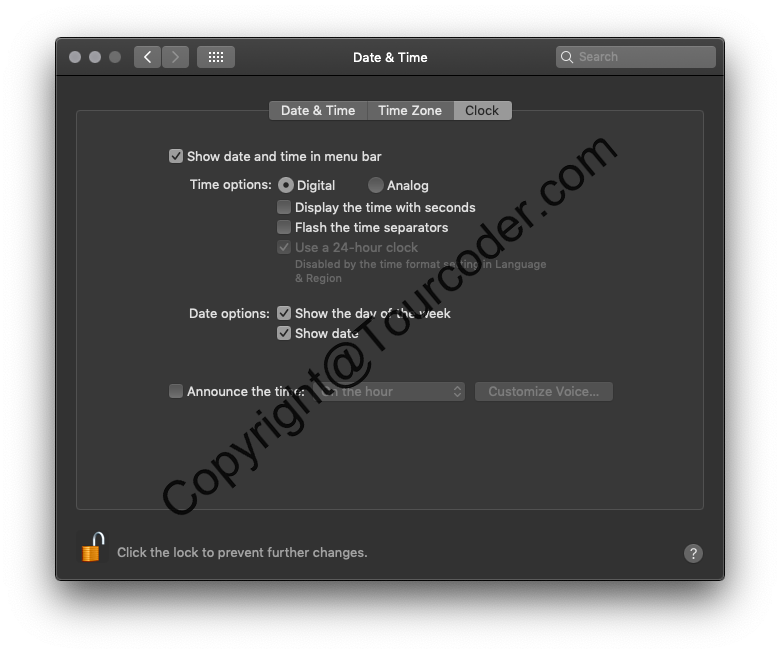 Date & Time
Search
Date & Time Time Zone Clock
Show date and time in menu bar
Time options: Digital Analog
Display the time with seconds
Flash the time separators
Use a 24-hour clock
Disabled by the time format setting in Language
& Region
Date options: Show the day of the week
Show date
Announce the time: On the hour Customize Voice...
Copyright@Tourcoder.com
Click the lock to prevent further changes.
?